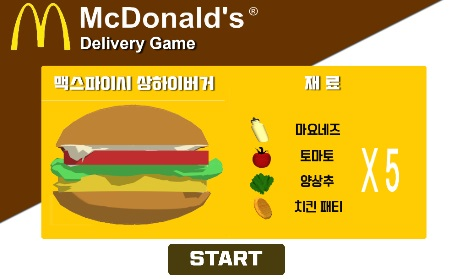 McDonald's ®
Delivery Game
맥스파이시 상하이버거
재 료
마요네즈
토마토
양상추
치킨 패티
X 5
START